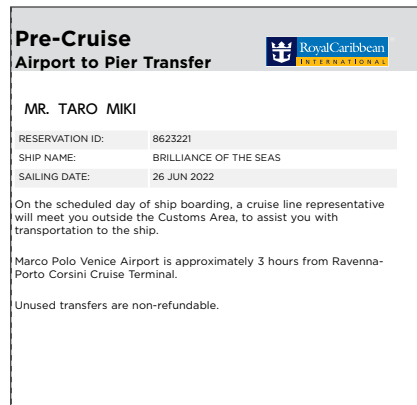 Pre-Cruise
Airport to Pier Transfer
RoyalCaribbean
INTERNATIONAL
MR. TARO MIKI
RESERVATION ID: 8623221
SHIP NAME: BRILLIANCE OF THE SEAS
SAILING DATE: 26 JUN 2022
On the scheduled day of ship boarding, a cruise line representative
will meet you outside the Customs Area, to assist you with
transportation to the ship.
Marco Polo Venice Airport is approximately 3 hours from Ravenna-
Porto Corsini Cruise Terminal.
Unused transfers are non-refundable.